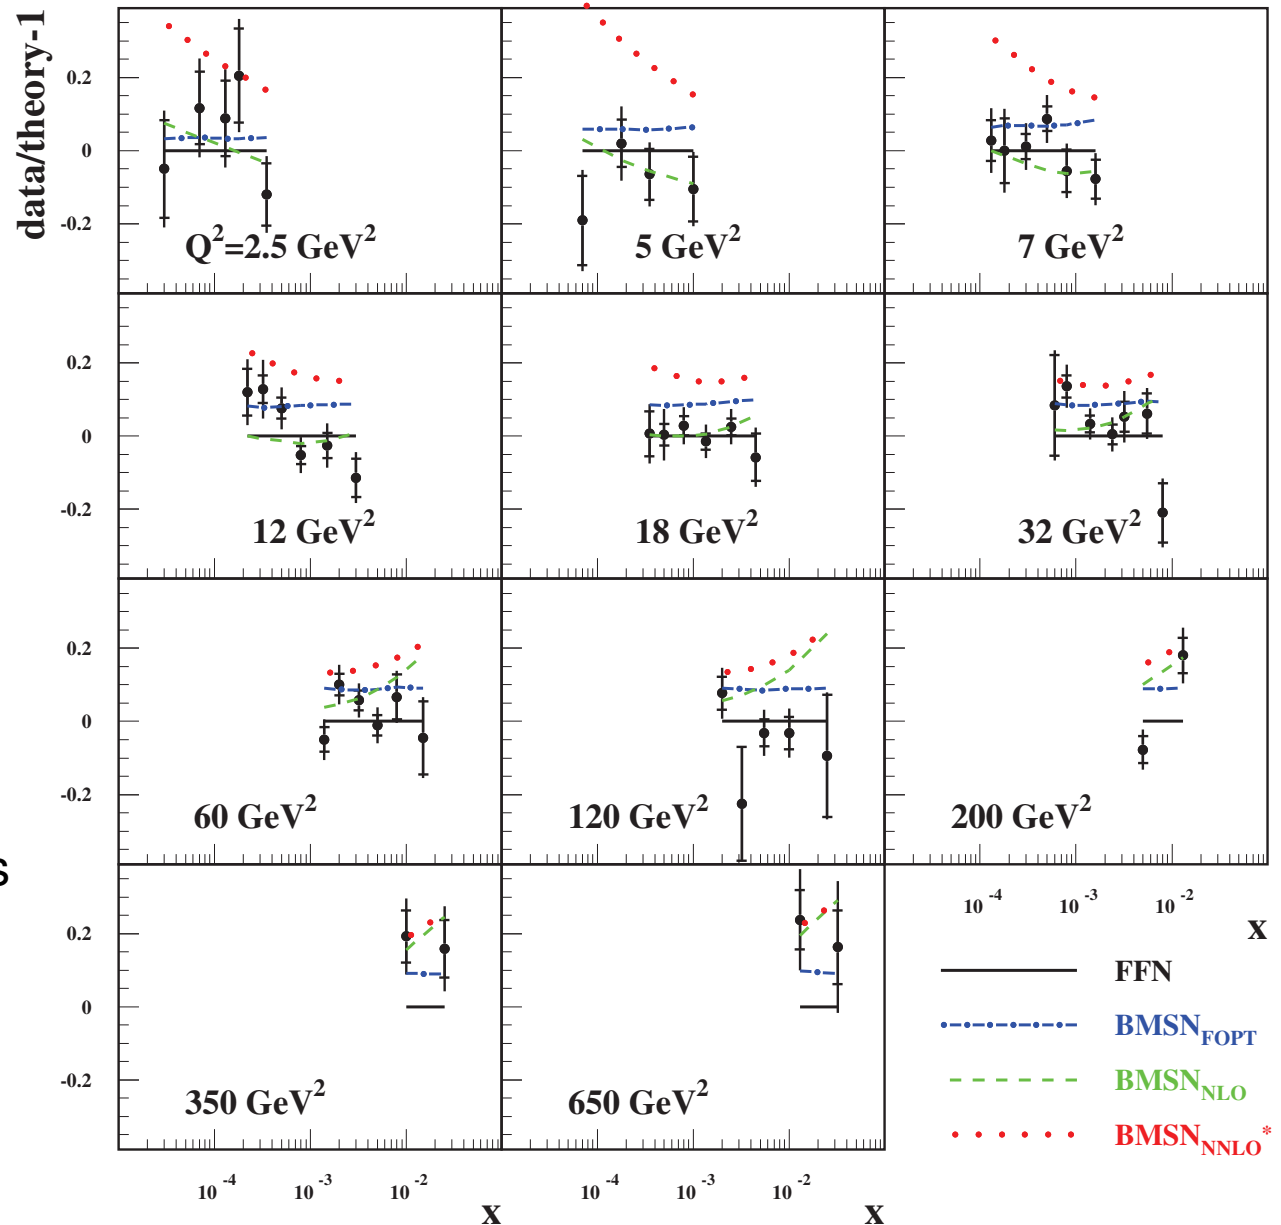 data/theory-1
0.2
0
-0.2
Q²=2.5 GeV²
5 GeV²
7 GeV²
0.2
0
-0.2
12 GeV²
18 GeV²
32 GeV²
0.2
0
-0.2
60 GeV²
120 GeV²
200 GeV²
s
0.2
0
-0.2
350 GeV²
650 GeV²
10⁻⁴ 10⁻³ 10⁻²
x
FFN
BMSN_FOPT
BMSN_NLO
BMSN_NNLO*
10⁻⁴ 10⁻³ 10⁻²
x
10⁻⁴ 10⁻³ 10⁻²
x